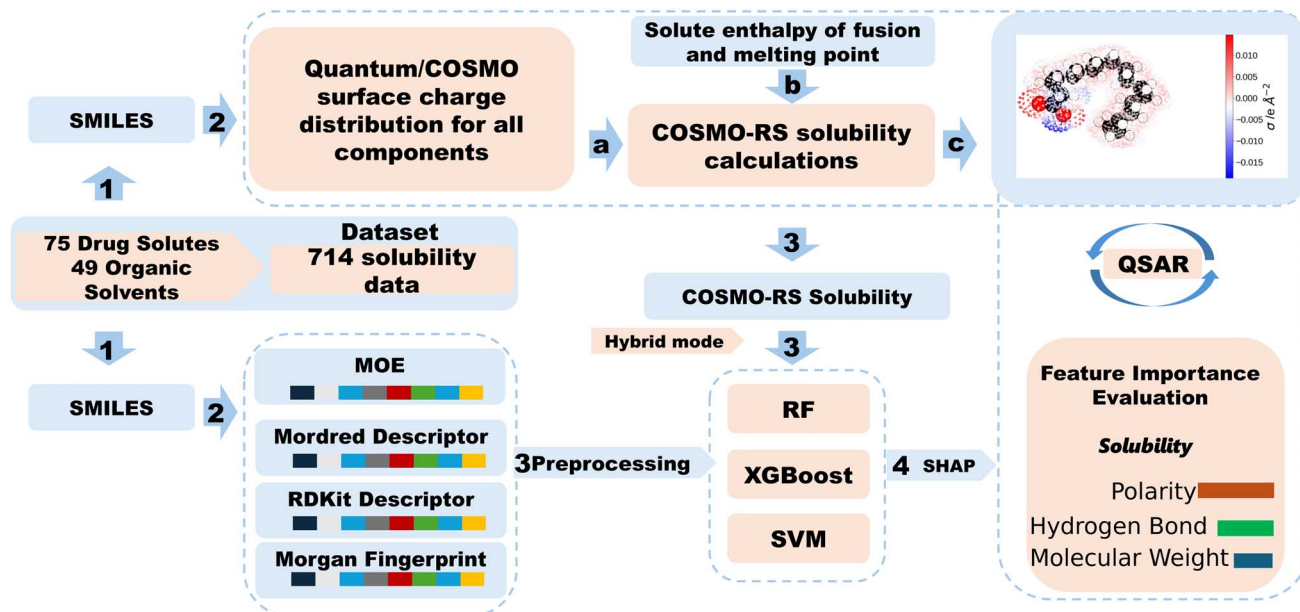 SMILES
2
Quantum/COSMO
surface charge
distribution for all
components
a
Solute enthalpy of fusion
and melting point
b
COSMO-RS solubility
calculations
c
0.010
0.005
0.000
-0.005
-0.010
-0.015
σ/e Å⁻²
1
75 Drug Solutes
49 Organic
Solvents
Dataset
714 solubility
data
3
COSMO-RS Solubility
Hybrid mode
3
QSAR
1
SMILES
2
MOE
Mordred Descriptor
RDKit Descriptor
Morgan Fingerprint
3Preprocessing
RF
XGBoost
SVM
4 SHAP
Feature Importance
Evaluation
Solubility
Polarity
Hydrogen Bond
Molecular Weight